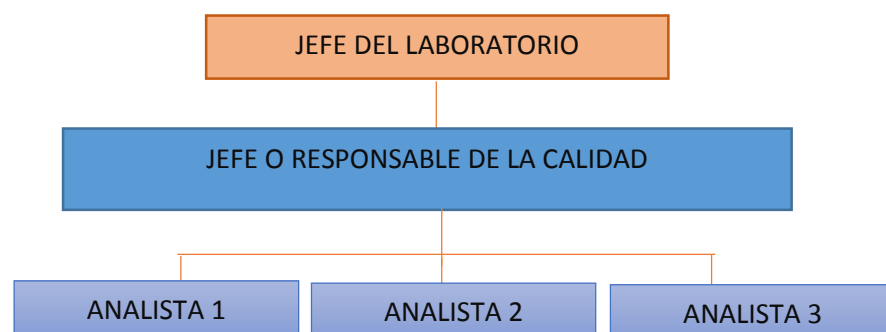 JEFE DEL LABORATORIO
JEFE O RESPONSABLE DE LA CALIDAD
ANALISTA 1
ANALISTA 2
ANALISTA 3